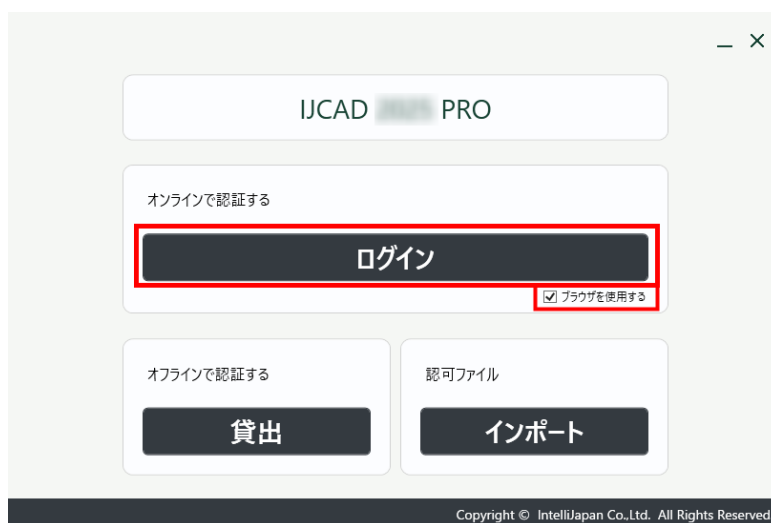 IJCAD PRO
オンラインで認証する
ログイン
ブラウザを使用する
オフラインで認証する
貸出
認可ファイル
インポート
Copyright © IntelliJapan Co.,Ltd. All Rights Reserved